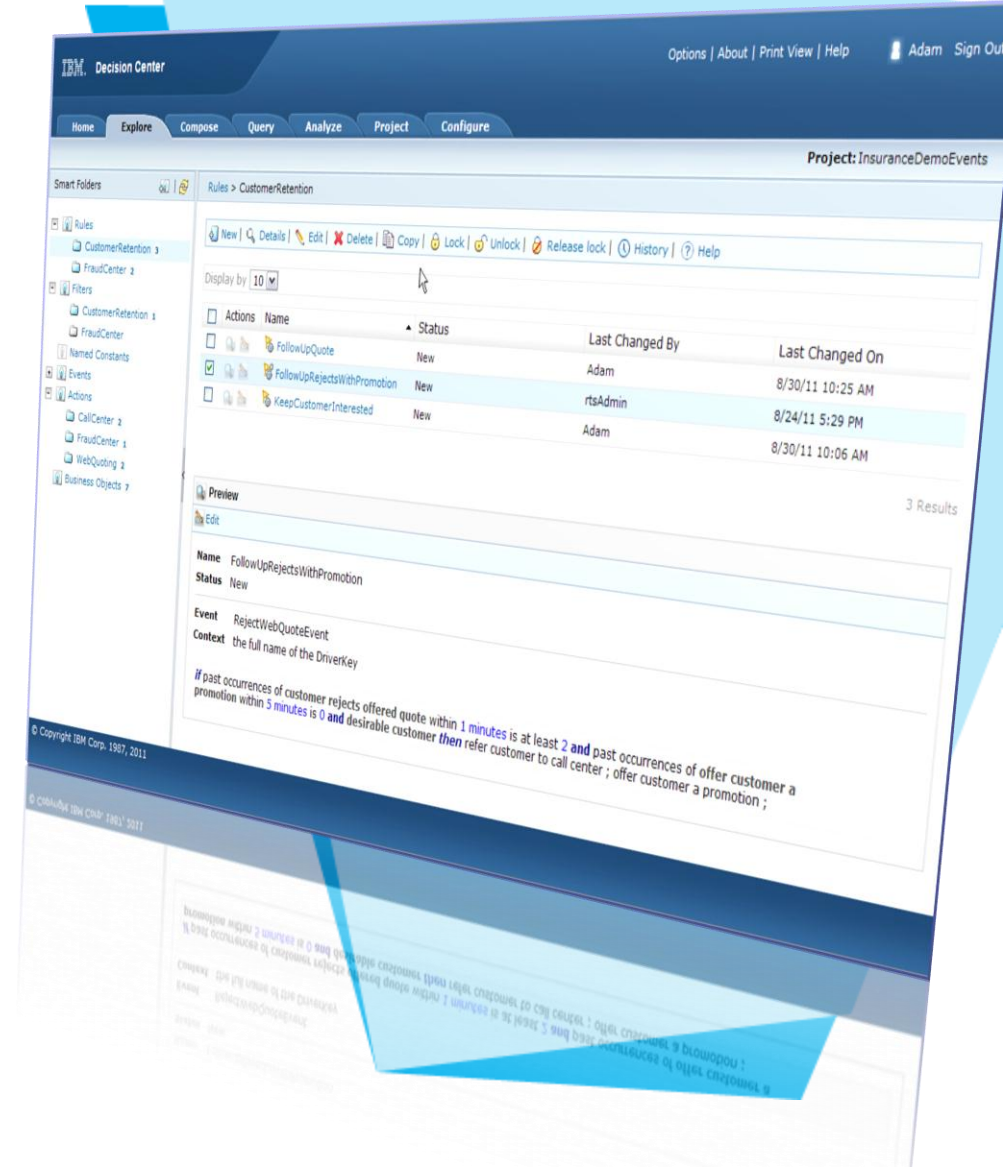 IBM. Decision Center
Options | About | Print View | Help Adam Sign Out
Home Explore Compose Query Analyze Project Configure
Project: InsuranceDemoEvents
Smart Folders
Rules > CustomerRetention
Rules
CustomerRetention 3
FraudCenter 2
Filters
CustomerRetention 1
FraudCenter
Named Constants
Events
Actions
CallCenter 2
FraudCenter 1
WebQuoting 2
Business Objects 7
New | Details | Edit | Delete | Copy | Lock | Unlock | Release lock | History | Help
Display by 10
Actions Name Status Last Changed By Last Changed On
FollowUpQuote New Adam 8/30/11 10:25 AM
FollowUpRejectsWithPromotion New rtsAdmin 8/24/11 5:29 PM
KeepCustomerInterested New Adam 8/30/11 10:06 AM
3 Results
Preview
Edit
Name FollowUpRejectsWithPromotion
Status New
Event RejectWebQuoteEvent
Context the full name of the DriverKey
if past occurrences of customer rejects offered quote within 1 minutes is at least 2 and past occurrences of offer customer a
promotion within 5 minutes is 0 and desirable customer then refer customer to call center ; offer customer a promotion ;
© Copyright IBM Corp. 1987, 2011